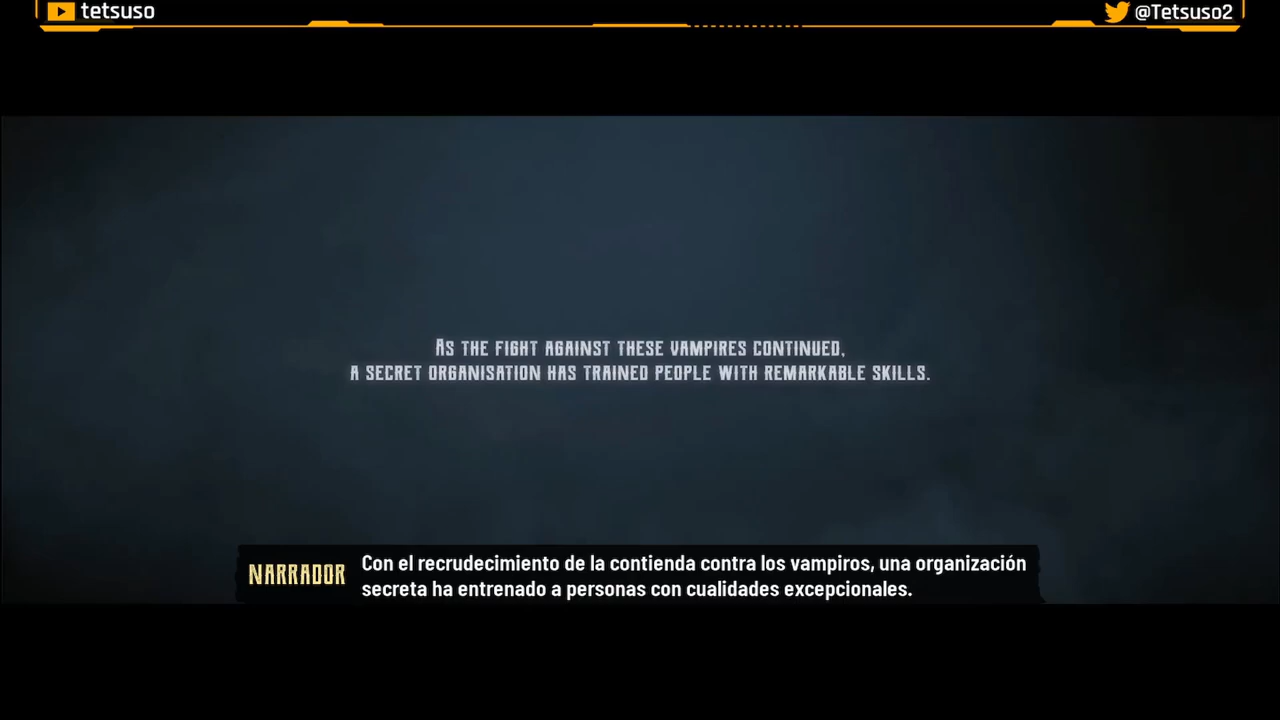 tetsuso
@Tetsuso2
AS THE FIGHT AGAINST THESE VAMPIRES CONTINUED,
A SECRET ORGANISATION HAS TRAINED PEOPLE WITH REMARKABLE SKILLS.
NARRADOR
Con el recrudecimiento de la contienda contra los vampiros, una organización
secreta ha entrenado a personas con cualidades excepcionales.